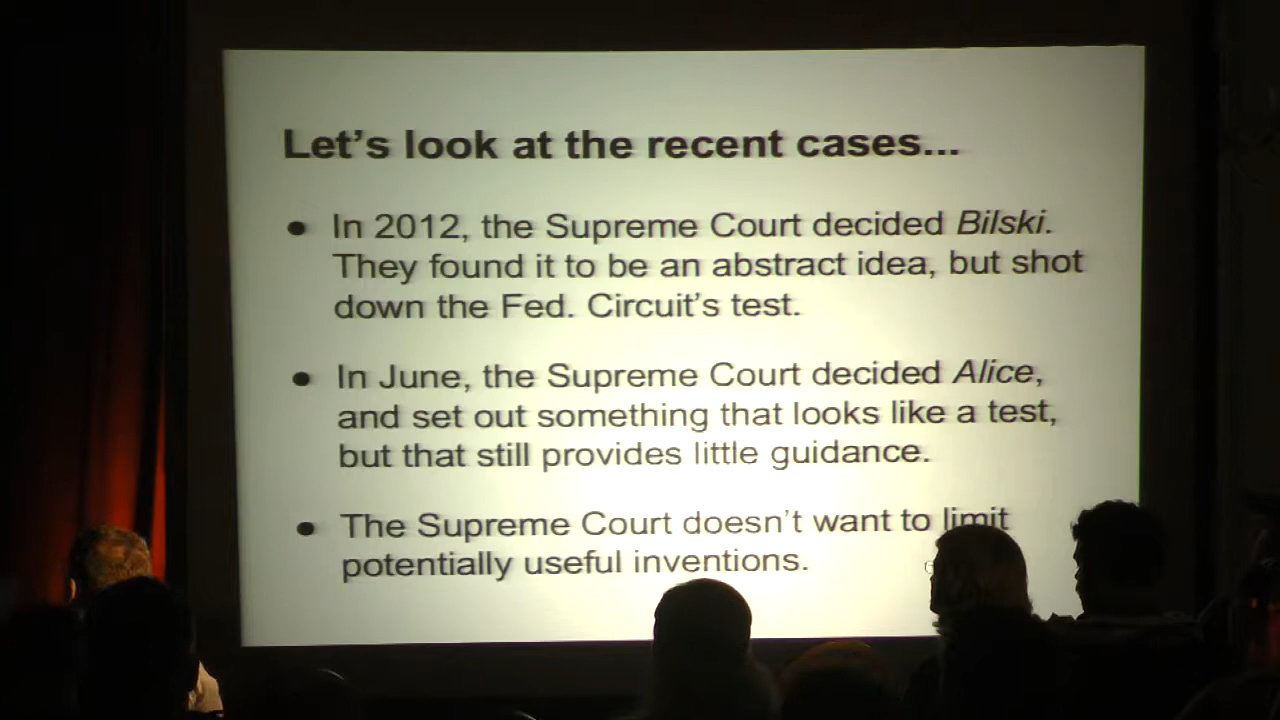 Let's look at the recent cases...
● In 2012, the Supreme Court decided Bilski.
They found it to be an abstract idea, but shot
down the Fed. Circuit's test.
● In June, the Supreme Court decided Alice,
and set out something that looks like a test,
but that still provides little guidance.
● The Supreme Court doesn't want to limit
potentially useful inventions.